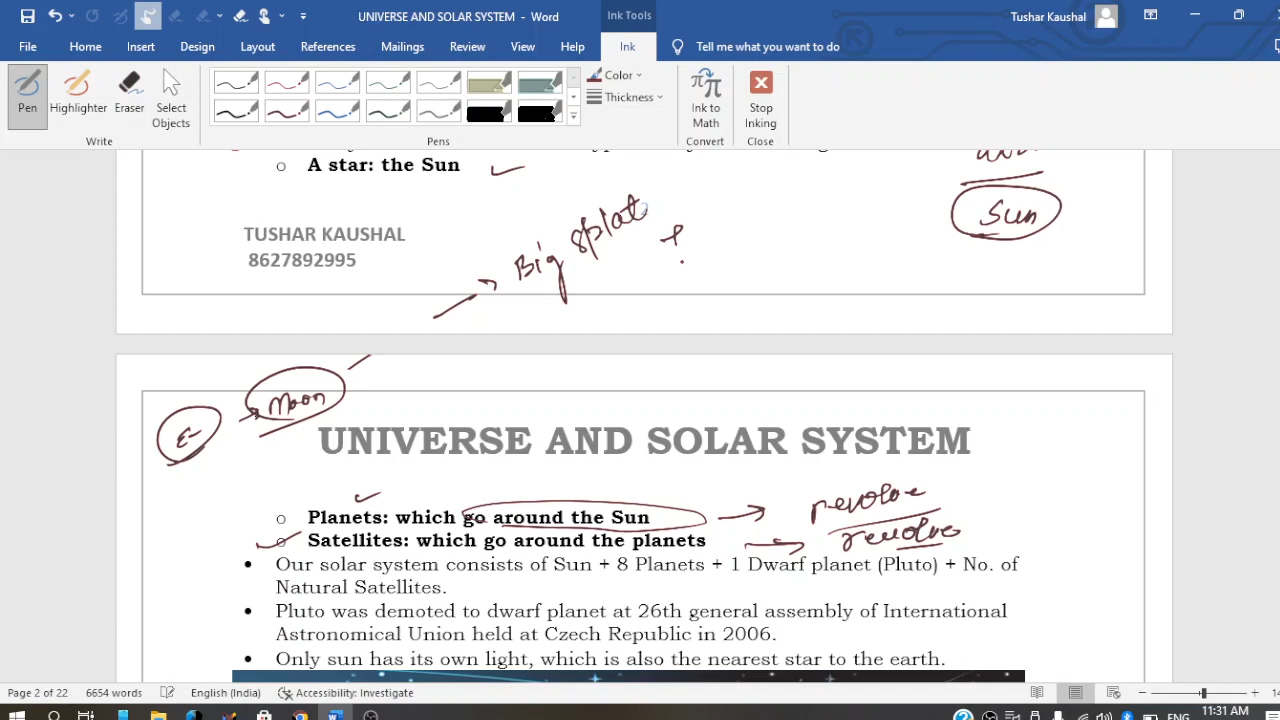 UNIVERSE AND SOLAR SYSTEM - Word
Ink Tools
Tushar Kaushal
File Home Insert Design Layout References Mailings Review View Help Ink Tell me what you want to do
Pen
Highlighter
Eraser
Select Objects
Color
Thickness
Ink to Math
Stop Inking
Write
Pens
Convert
Close
o A star: the Sun
Sun
Big splat
TUSHAR KAUSHAL
8627892995
E
Moon
UNIVERSE AND SOLAR SYSTEM
o Planets: which go around the Sun
revolve
o Satellites: which go around the planets
revolve
• Our solar system consists of Sun + 8 Planets + 1 Dwarf planet (Pluto) + No. of
Natural Satellites.
• Pluto was demoted to dwarf planet at 26th general assembly of International
Astronomical Union held at Czech Republic in 2006.
• Only sun has its own light, which is also the nearest star to the earth.
Page 2 of 22 6654 words English (India) Accessibility: Investigate
ENG
11:31 AM